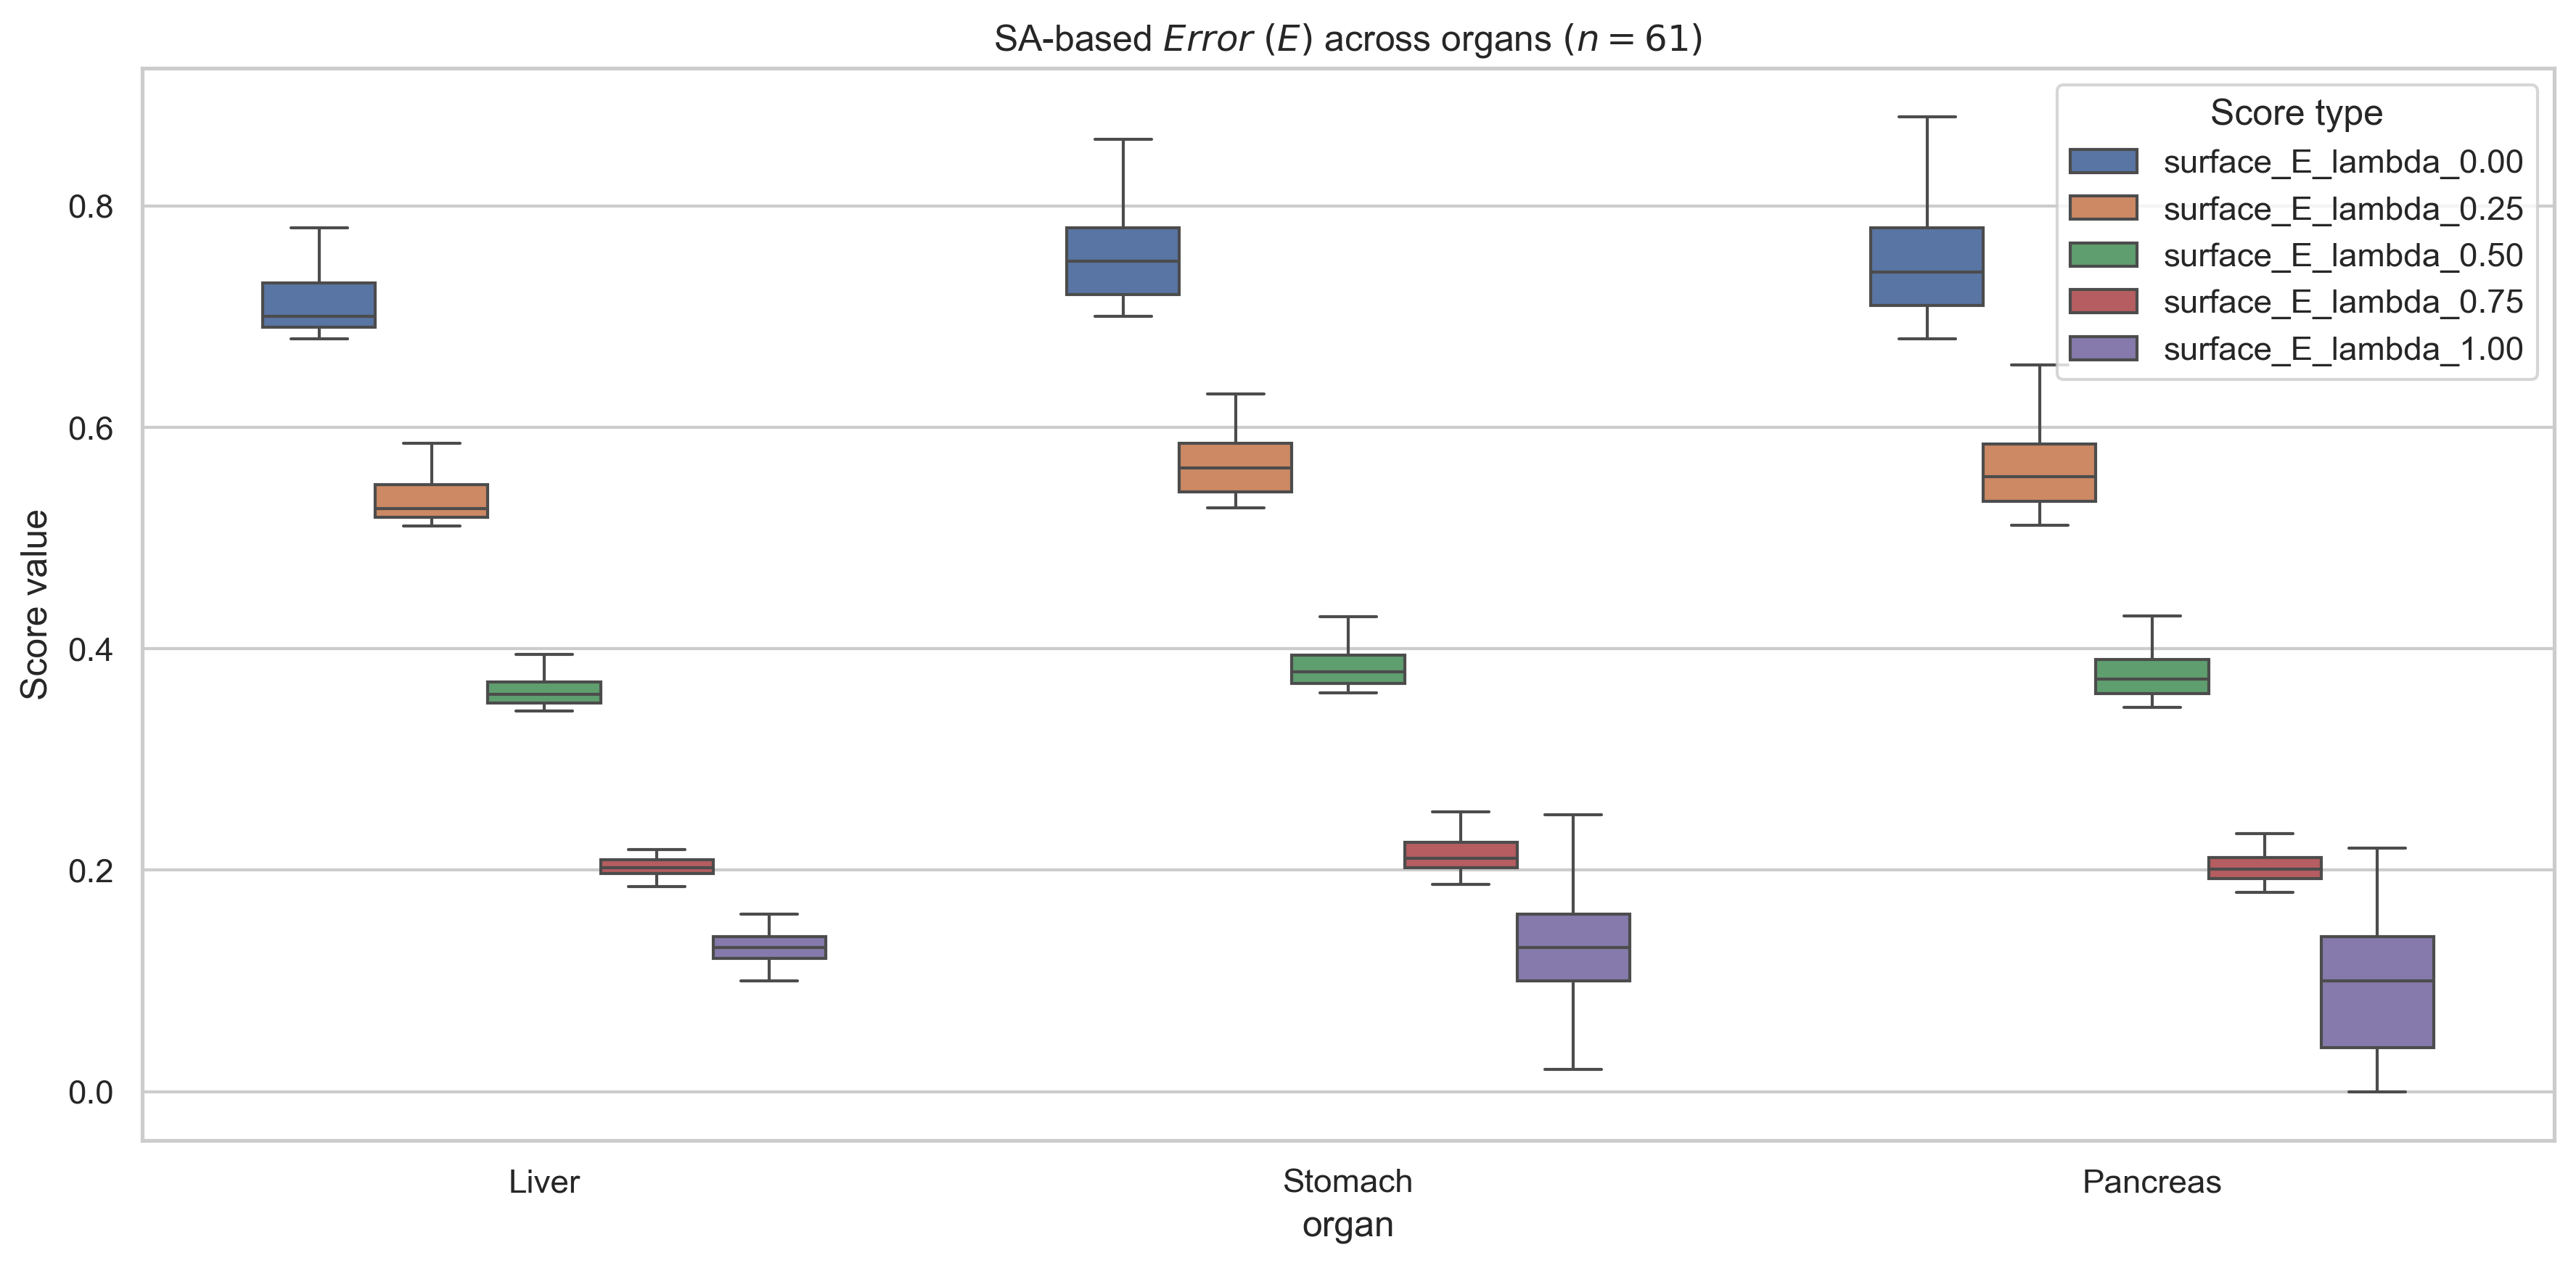 SA-based Error (E) across organs (n = 61)
Score type
surface_E_lambda_0.00
surface_E_lambda_0.25
surface_E_lambda_0.50
surface_E_lambda_0.75
surface_E_lambda_1.00
Score value
0.8
0.6
0.4
0.2
0.0
Liver
Stomach
Pancreas
organ